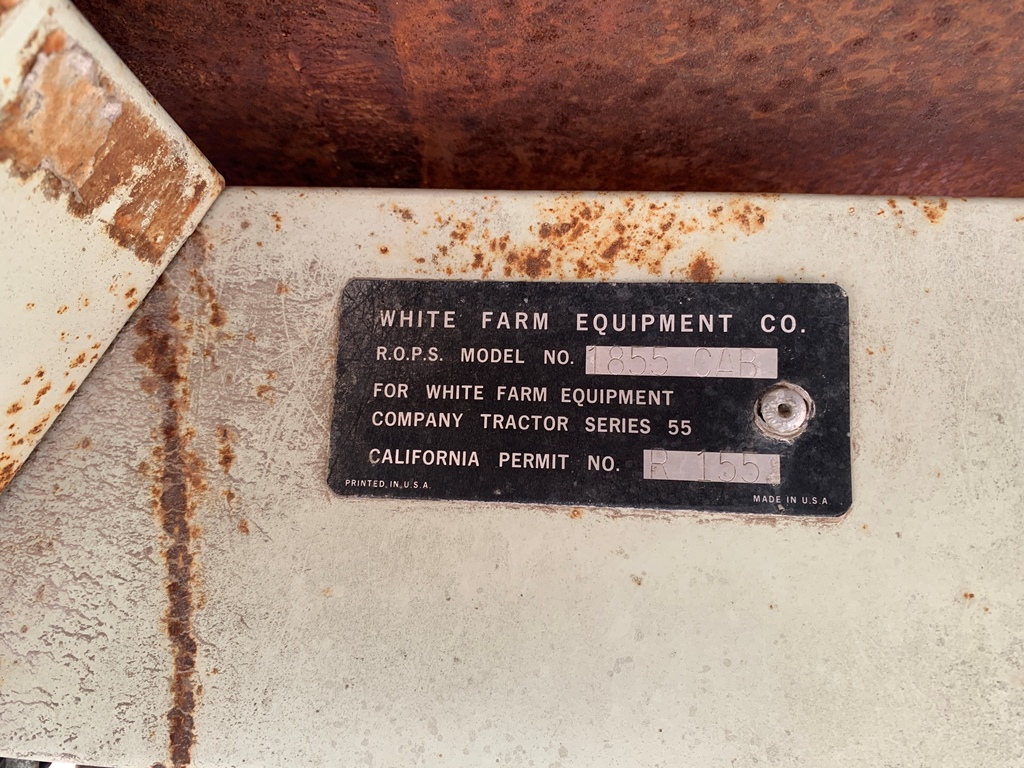 WHITE FARM EQUIPMENT CO.
R.O.P.S. MODEL NO. 1855 CAB
FOR WHITE FARM EQUIPMENT
COMPANY TRACTOR SERIES 55
CALIFORNIA PERMIT NO. R 155
PRINTED IN U.S.A.
MADE IN U.S.A.